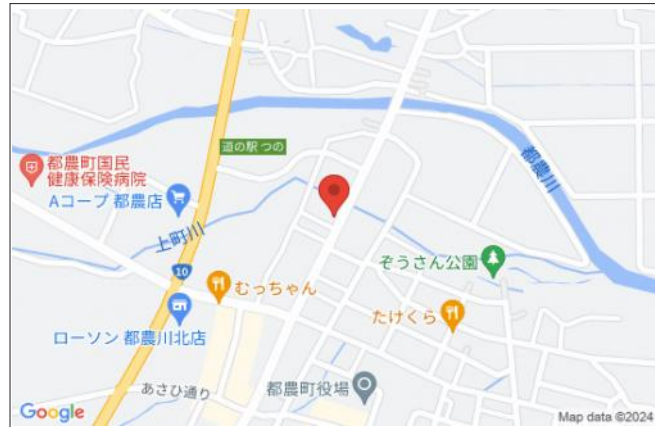 道の駅 つの
都農町国民
健康保険病院
Aコープ 都農店
都農川
上町川
ぞうさん公園
10
むっちゃん
たけくら
ローソン 都農川北店
あさひ通り
都農町役場
Google
Map data ©2024